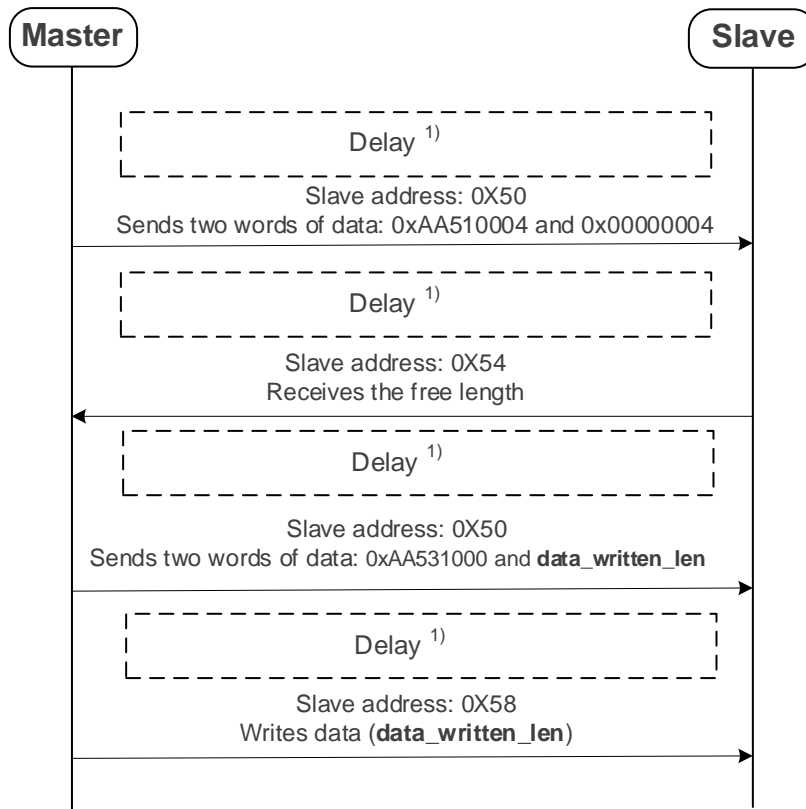 Master
Slave
Delay 1)
Slave address: 0X50
Sends two words of data: 0xAA510004 and 0x00000004
Delay 1)
Slave address: 0X54
Receives the free length
Delay 1)
Slave address: 0X50
Sends two words of data: 0xAA531000 and data_written_len
Delay 1)
Slave address: 0X58
Writes data (data_written_len)